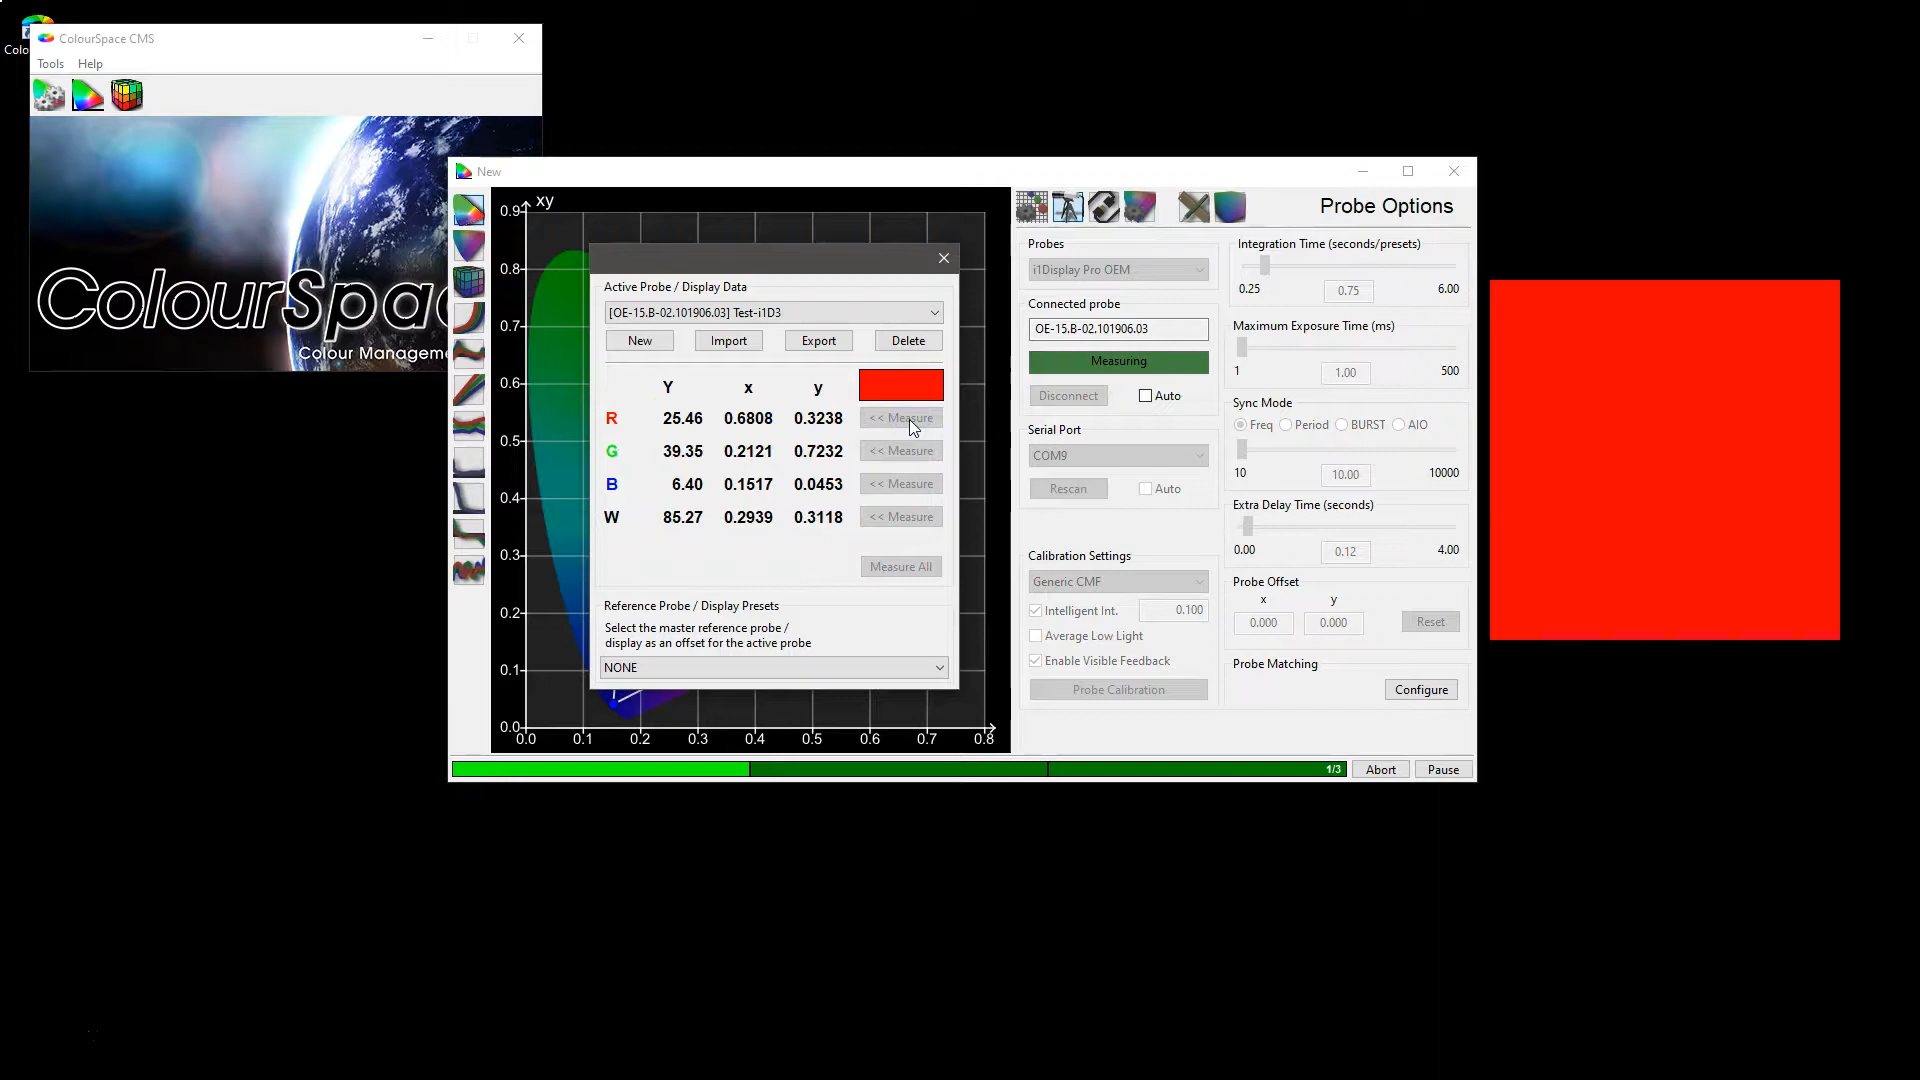 Colo
ColourSpace CMS
Tools Help
ColourSpac
Colour Manageme
New
Probe Options
xy
0.9
0.8
0.7
0.6
0.5
0.4
0.3
0.2
0.1
0.0
0.0 0.1 0.2 0.3 0.4 0.5 0.6 0.7 0.8
Active Probe / Display Data
[OE-15.B-02.101906.03] Test-i1D3
New Import Export Delete
Y x y
R 25.46 0.6808 0.3238 << Measure
G 39.35 0.2121 0.7232 << Measure
B 6.40 0.1517 0.0453 << Measure
W 85.27 0.2939 0.3118 << Measure
Measure All
Reference Probe / Display Presets
Select the master reference probe /
display as an offset for the active probe
NONE
Probes
i1Display Pro OEM
Connected probe
OE-15.B-02.101906.03
Measuring
Disconnect Auto
Serial Port
COM9
Rescan Auto
Calibration Settings
Generic CMF
Intelligent Int. 0.100
Average Low Light
Enable Visible Feedback
Probe Calibration
Integration Time (seconds/presets)
0.25 0.75 6.00
Maximum Exposure Time (ms)
1 1.00 500
Sync Mode
Freq Period BURST AIO
10 10.00 10000
Extra Delay Time (seconds)
0.00 0.12 4.00
Probe Offset
x y
0.000 0.000 Reset
Probe Matching
Configure
1/3 Abort Pause